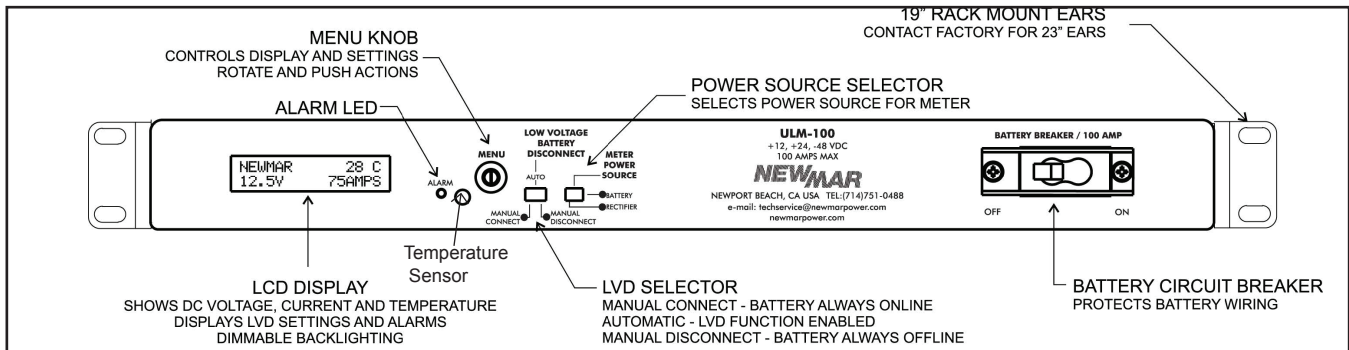 19" RACK MOUNT EARS
CONTACT FACTORY FOR 23" EARS
MENU KNOB
CONTROLS DISPLAY AND SETTINGS
ROTATE AND PUSH ACTIONS
POWER SOURCE SELECTOR
SELECTS POWER SOURCE FOR METER
ALARM LED
NEWMAR 28 C
12.5V 75AMPS
ALARM
MENU
LOW VOLTAGE
BATTERY
DISCONNECT
AUTO
MANUAL
CONNECT
MANUAL
DISCONNECT
METER
POWER
SOURCE
BATTERY
RECTIFIER
ULM-100
+12, +24, -48 VDC
100 AMPS MAX
NEWMAR
NEWPORT BEACH, CA USA TEL:(714)751-0488
e-mail: techservice@newmarpower.com
newmarpower.com
BATTERY BREAKER / 100 AMP
OFF
ON
Temperature
Sensor
LCD DISPLAY
SHOWS DC VOLTAGE, CURRENT AND TEMPERATURE
DISPLAYS LVD SETTINGS AND ALARMS
DIMMABLE BACKLIGHTING
LVD SELECTOR
MANUAL CONNECT - BATTERY ALWAYS ONLINE
AUTOMATIC - LVD FUNCTION ENABLED
MANUAL DISCONNECT - BATTERY ALWAYS OFFLINE
BATTERY CIRCUIT BREAKER
PROTECTS BATTERY WIRING